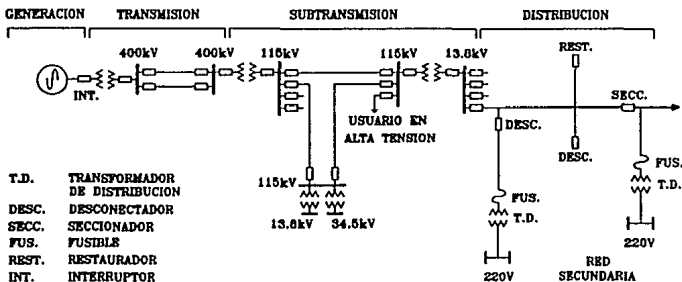 GENERACION TRANSMISION SUBTRANSMISION DISTRIBUCION
400kV 400kV 115kV 115kV 13.8kV
INT.
REST.
SECC.
USUARIO EN
ALTA TENSION
DESC.
DESC.
FUS.
T.D.
FUS.
T.D.
115kV
13.8kV 34.5kV
220V
220V
RED
SECUNDARIA
T.D. TRANSFORMADOR
DE DISTRIBUCION
DESC. DESCONECTADOR
SECC. SECCIONADOR
FUS. FUSIBLE
REST. RESTAURADOR
INT. INTERRUPTOR